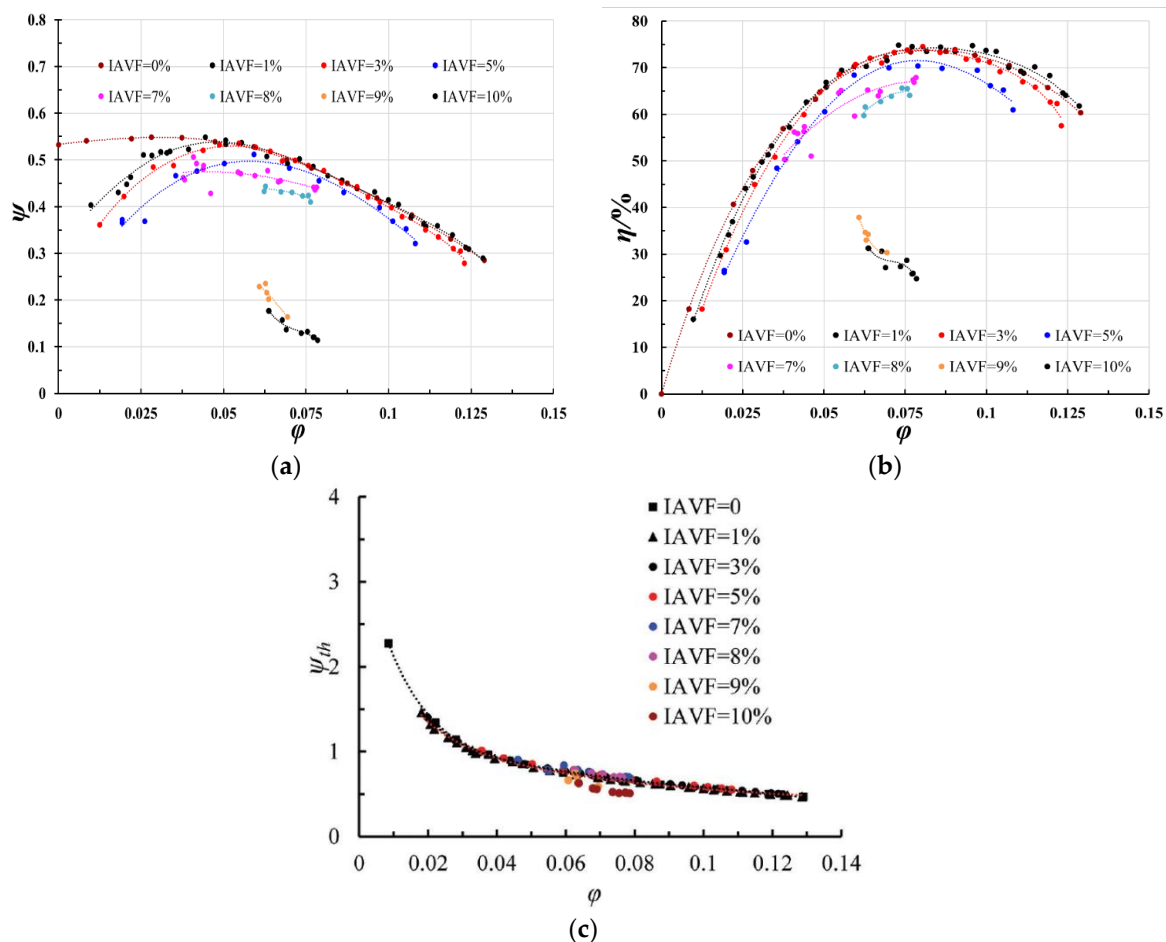 0.8
0.7
0.6
0.5
0.4
0.3
0.2
0.1
0
ψ
IAVF=0% IAVF=1% IAVF=3% IAVF=5%
IAVF=7% IAVF=8% IAVF=9% IAVF=10%
0 0.025 0.05 0.075 0.1 0.125 0.15
φ
(a)
80
70
60
50
40
30
20
10
0
η/%
IAVF=0% IAVF=1% IAVF=3% IAVF=5%
IAVF=7% IAVF=8% IAVF=9% IAVF=10%
0 0.025 0.05 0.075 0.1 0.125 0.15
φ
(b)
4
3
2
1
0
ψth
IAVF=0
IAVF=1%
IAVF=3%
IAVF=5%
IAVF=7%
IAVF=8%
IAVF=9%
IAVF=10%
0 0.02 0.04 0.06 0.08 0.1 0.12 0.14
φ
(c)